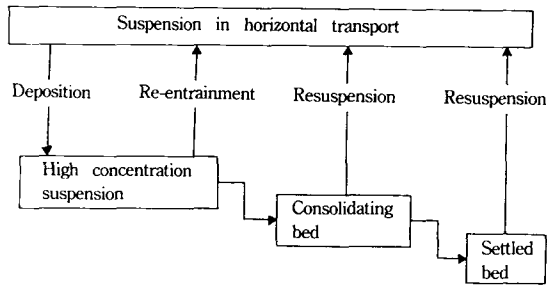 Suspension in horizontal transport
Deposition
Re-entrainment
Resuspension
Resuspension
High concentration
suspension
Consolidating
bed
Settled
bed